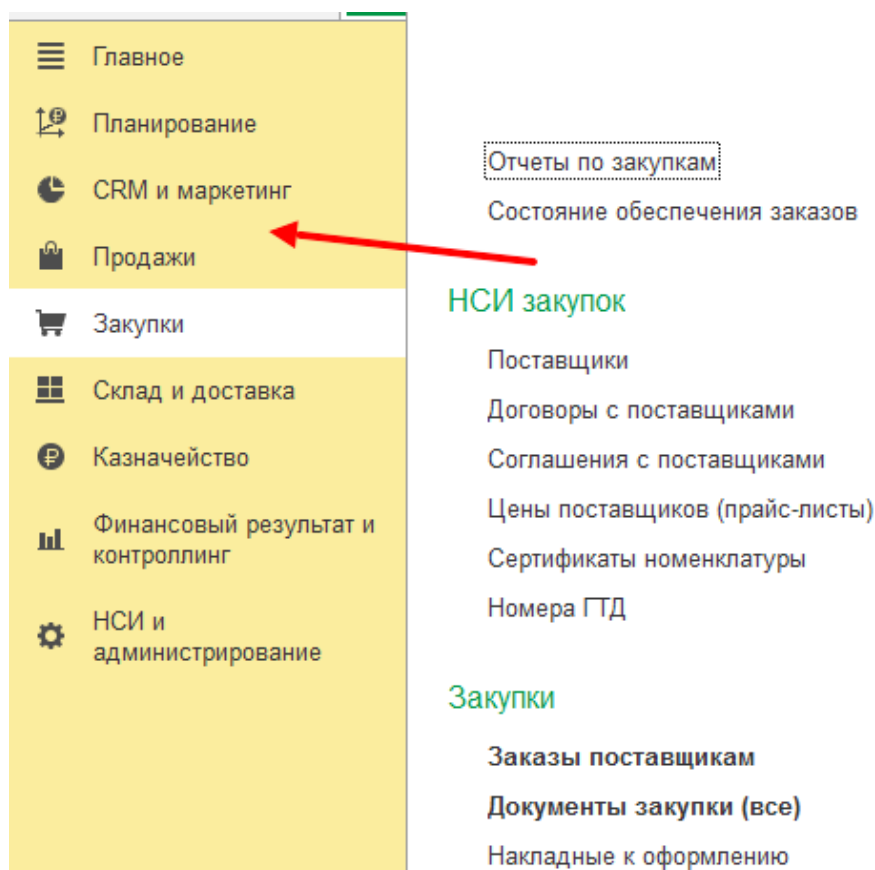 Главное
Планирование
CRM и маркетинг
Продажи
Закупки
Склад и доставка
Казначейство
Финансовый результат и
контроллинг
НСИ и
администрирование
Отчеты по закупкам
Состояние обеспечения заказов
НСИ закупок
Поставщики
Договоры с поставщиками
Соглашения с поставщиками
Цены поставщиков (прайс-листы)
Сертификаты номенклатуры
Номера ГТД
Закупки
Заказы поставщикам
Документы закупки (все)
Накладные к оформлению